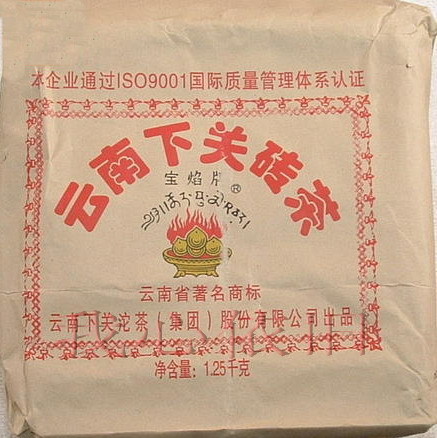 本企业通过ISO9001国际质量管理体系认证
云南下关砖茶
宝焰牌®
云南省著名商标
云南下关沱茶（集团）股份有限公司出品
净含量：1.25千克